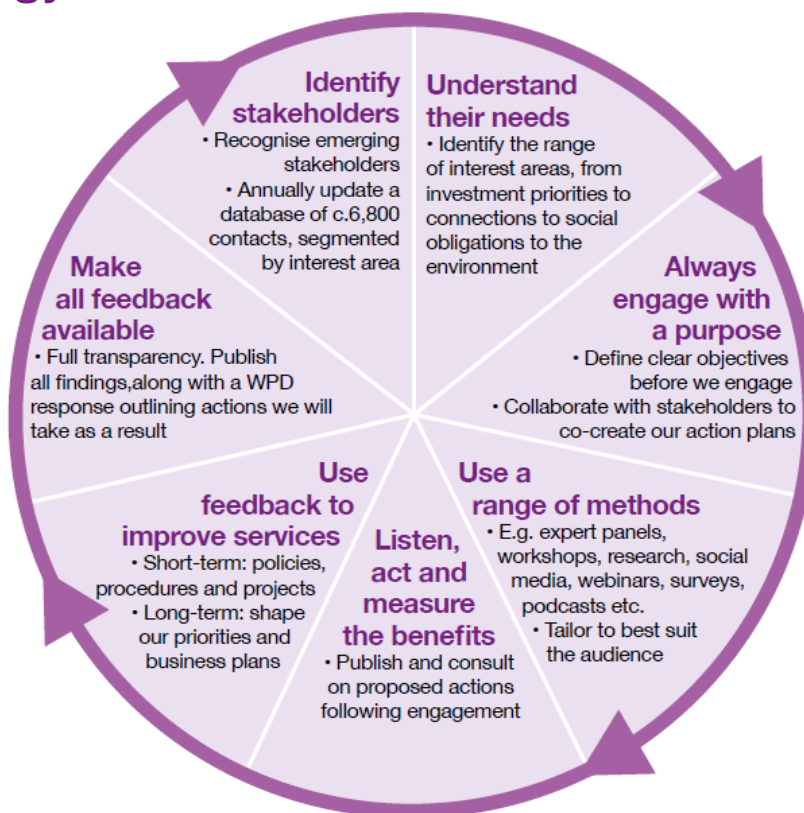 gy
Identify
stakeholders
• Recognise emerging
stakeholders
• Annually update a
database of c.6,800
contacts, segmented
by interest area
Understand
their needs
• Identify the range
of interest areas, from
investment priorities to
connections to social
obligations to the
environment
Always
engage with
a purpose
• Define clear objectives
before we engage
• Collaborate with stakeholders to
co-create our action plans
Use a
range of methods
• E.g. expert panels,
workshops, research, social
media, webinars, surveys,
podcasts etc.
• Tailor to best suit
the audience
Listen,
act and
measure
the benefits
• Publish and consult
on proposed actions
following engagement
Use
feedback to
improve services
• Short-term: policies,
procedures and projects
• Long-term: shape
our priorities and
business plans
Make
all feedback
available
• Full transparency. Publish
all findings,along with a WPD
response outlining actions we will
take as a result